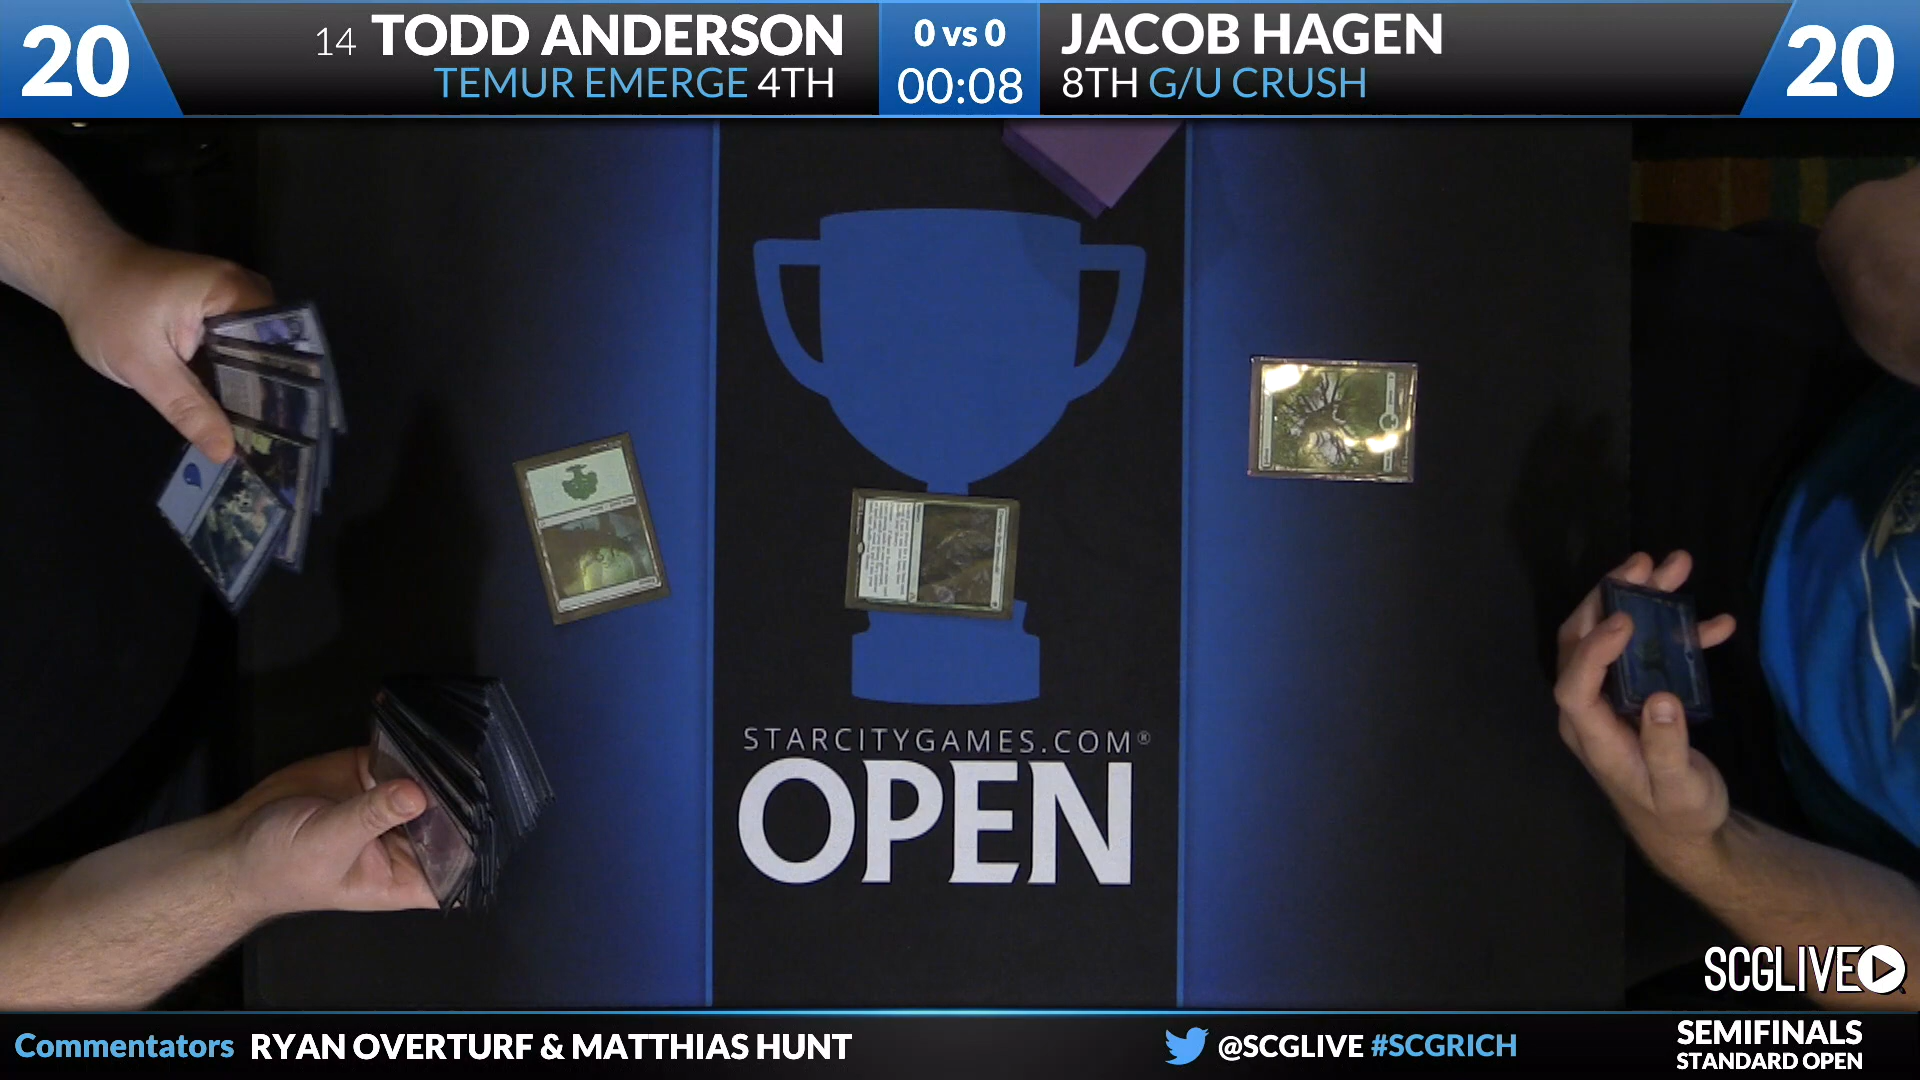 20
14 TODD ANDERSON
TEMUR EMERGE 4TH
0 vs 0
00:08
JACOB HAGEN
8TH G/U CRUSH
20
STARCITYGAMES.COM®
OPEN
SCGLIVE
Commentators RYAN OVERTURF & MATTHIAS HUNT
@SCGLIVE #SCGRICH
SEMIFINALS
STANDARD OPEN